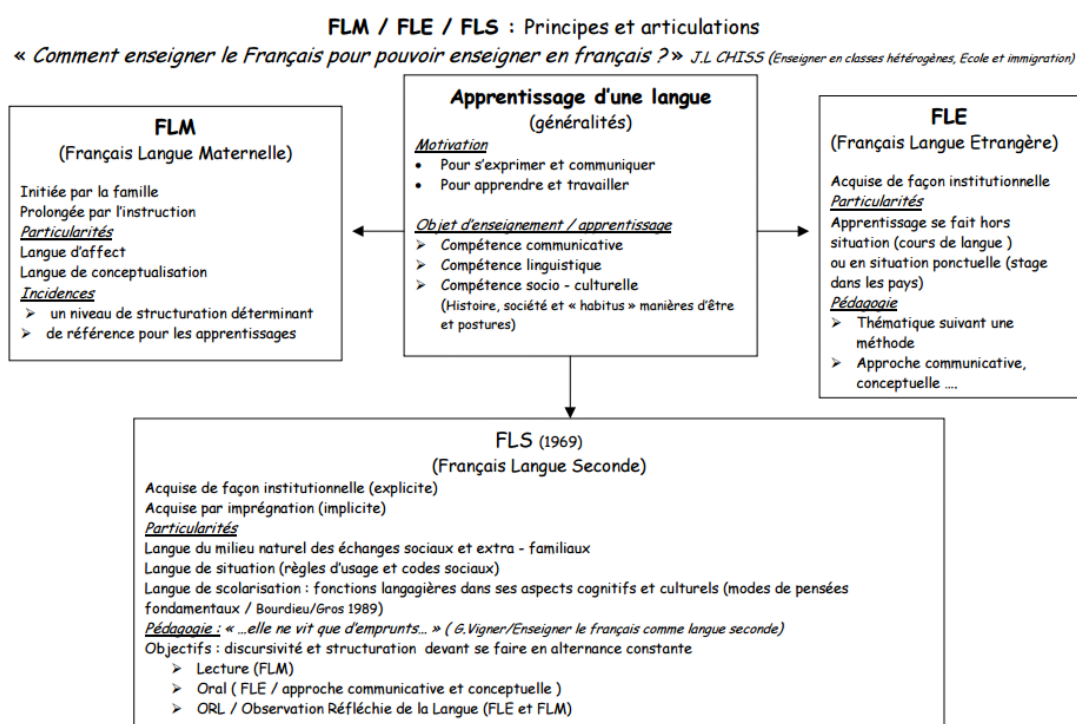 FLM / FLE / FLS : Principes et articulations
« Comment enseigner le Français pour pouvoir enseigner en français ? » J.L CHISS (Enseigner en classes hétérogènes, Ecole et immigration)
FLM
(Français Langue Maternelle)
Initiée par la famille
Prolongée par l'instruction
Particularités
Langue d'affect
Langue de conceptualisation
Incidences
➢ un niveau de structuration déterminant
➢ de référence pour les apprentissages
Apprentissage d'une langue
(généralités)
Motivation
• Pour s'exprimer et communiquer
• Pour apprendre et travailler
Objet d'enseignement / apprentissage
➢ Compétence communicative
➢ Compétence linguistique
➢ Compétence socio - culturelle
(Histoire, société et « habitus » manières d'être
et postures)
FLE
(Français Langue Etrangère)
Acquise de façon institutionnelle
Particularités
Apprentissage se fait hors
situation (cours de langue )
ou en situation ponctuelle (stage
dans les pays)
Pédagogie
➢ Thématique suivant une
méthode
➢ Approche communicative,
conceptuelle ....
FLS (1969)
(Français Langue Seconde)
Acquise de façon institutionnelle (explicite)
Acquise par imprégnation (implicite)
Particularités
Langue du milieu naturel des échanges sociaux et extra - familiaux
Langue de situation (règles d'usage et codes sociaux)
Langue de scolarisation : fonctions langagières dans ses aspects cognitifs et culturels (modes de pensées
fondamentaux / Bourdieu/Gros 1989)
Pédagogie : « ...elle ne vit que d'emprunts... » ( G.Vigner/Enseigner le français comme langue seconde)
Objectifs : discursivité et structuration devant se faire en alternance constante
➢ Lecture (FLM)
➢ Oral ( FLE / approche communicative et conceptuelle )
➢ ORL / Observation Réfléchie de la Langue (FLE et FLM)